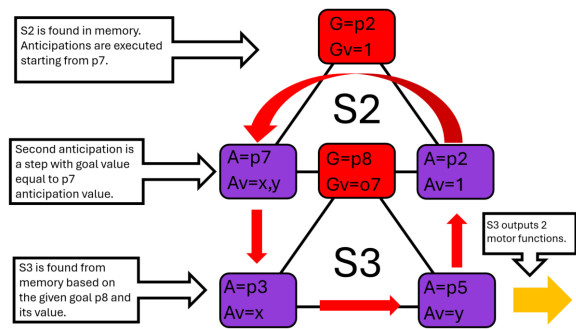 S2 is found in memory.
Anticipations are executed
starting from p7.
G=p2
Gv=1
S2
Second anticipation is
a step with goal value
equal to p7
anticipation value.
A=p7
Av=x,y
G=p8
Gv=o7
A=p2
Av=1
S3 outputs 2
motor functions.
S3 is found from
memory based on
the given goal p8 and
its value.
A=p3
Av=x
S3
A=p5
Av=y